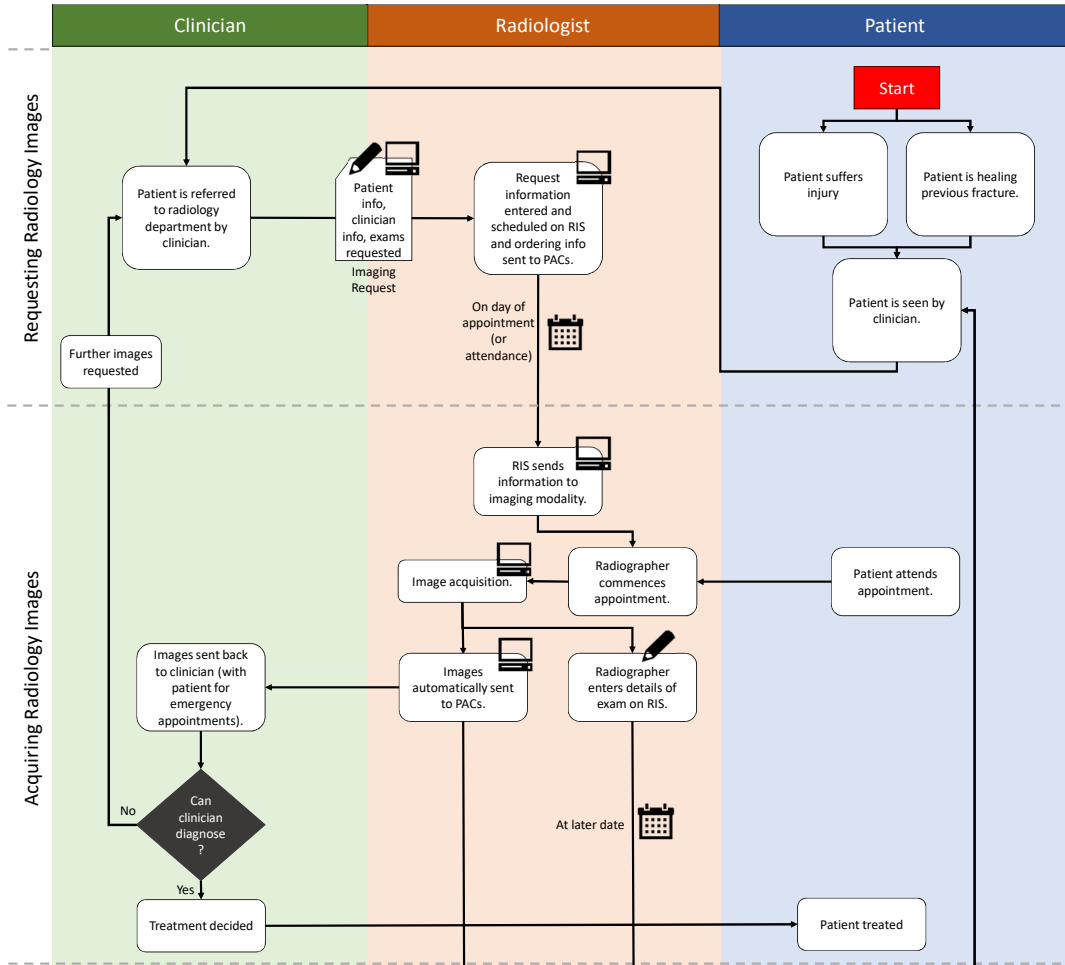 Clinician
Radiologist
Patient
Requesting Radiology Images
Start
Patient suffers
injury
Patient is healing
previous fracture.
Patient is referred
to radiology
department by
clinician.
Patient
info,
clinician
info, exams
requested
Imaging
Request
Request
information
entered and
scheduled on RIS
and ordering info
sent to PACs.
Patient is seen by
clinician.
On day of
appointment
(or
attendance)
Further images
requested
Acquiring Radiology Images
RIS sends
information to
imaging modality.
Image acquisition.
Radiographer
commences
appointment.
Patient attends
appointment.
Images sent back
to clinician (with
patient for
emergency
appointments).
Images
automatically sent
to PACs.
Radiographer
enters details of
exam on RIS.
No
Can
clinician
diagnose
?
At later date
Yes
Treatment decided
Patient treated